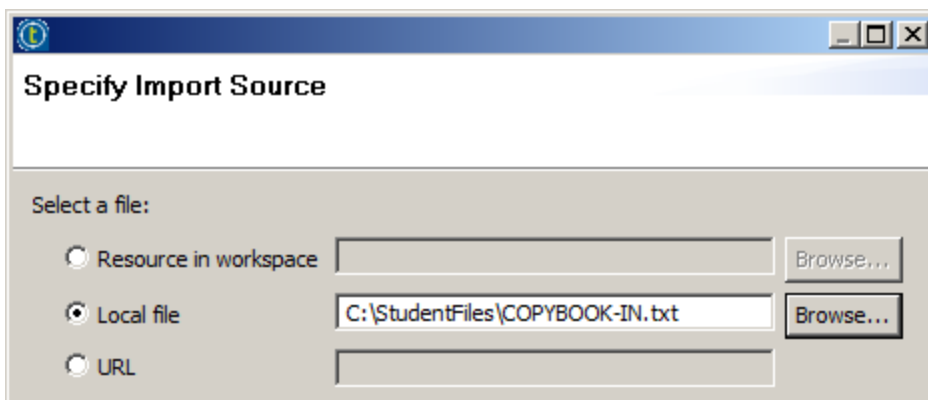 Specify Import Source
Select a file:
Resource in workspace Browse...
Local file C:\StudentFiles\COPYBOOK-IN.txt Browse...
URL